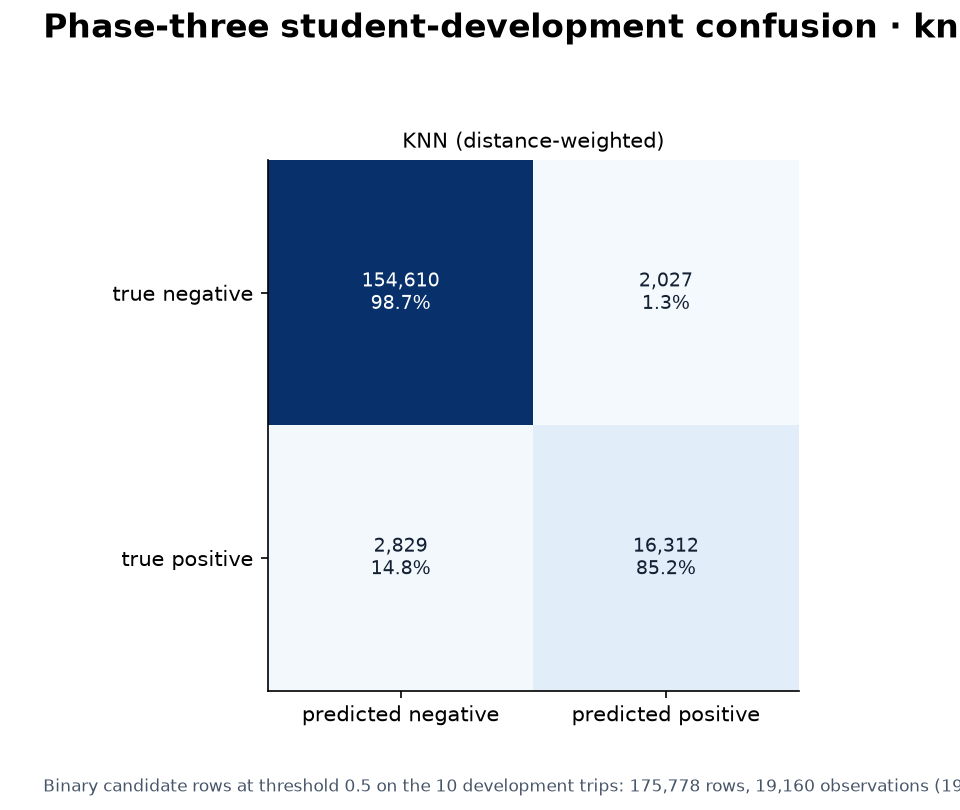 Phase-three student-development confusion · kn
KNN (distance-weighted)
true negative
154,610
98.7%
2,027
1.3%
true positive
2,829
14.8%
16,312
85.2%
predicted negative
predicted positive
Binary candidate rows at threshold 0.5 on the 10 development trips: 175,778 rows, 19,160 observations (19